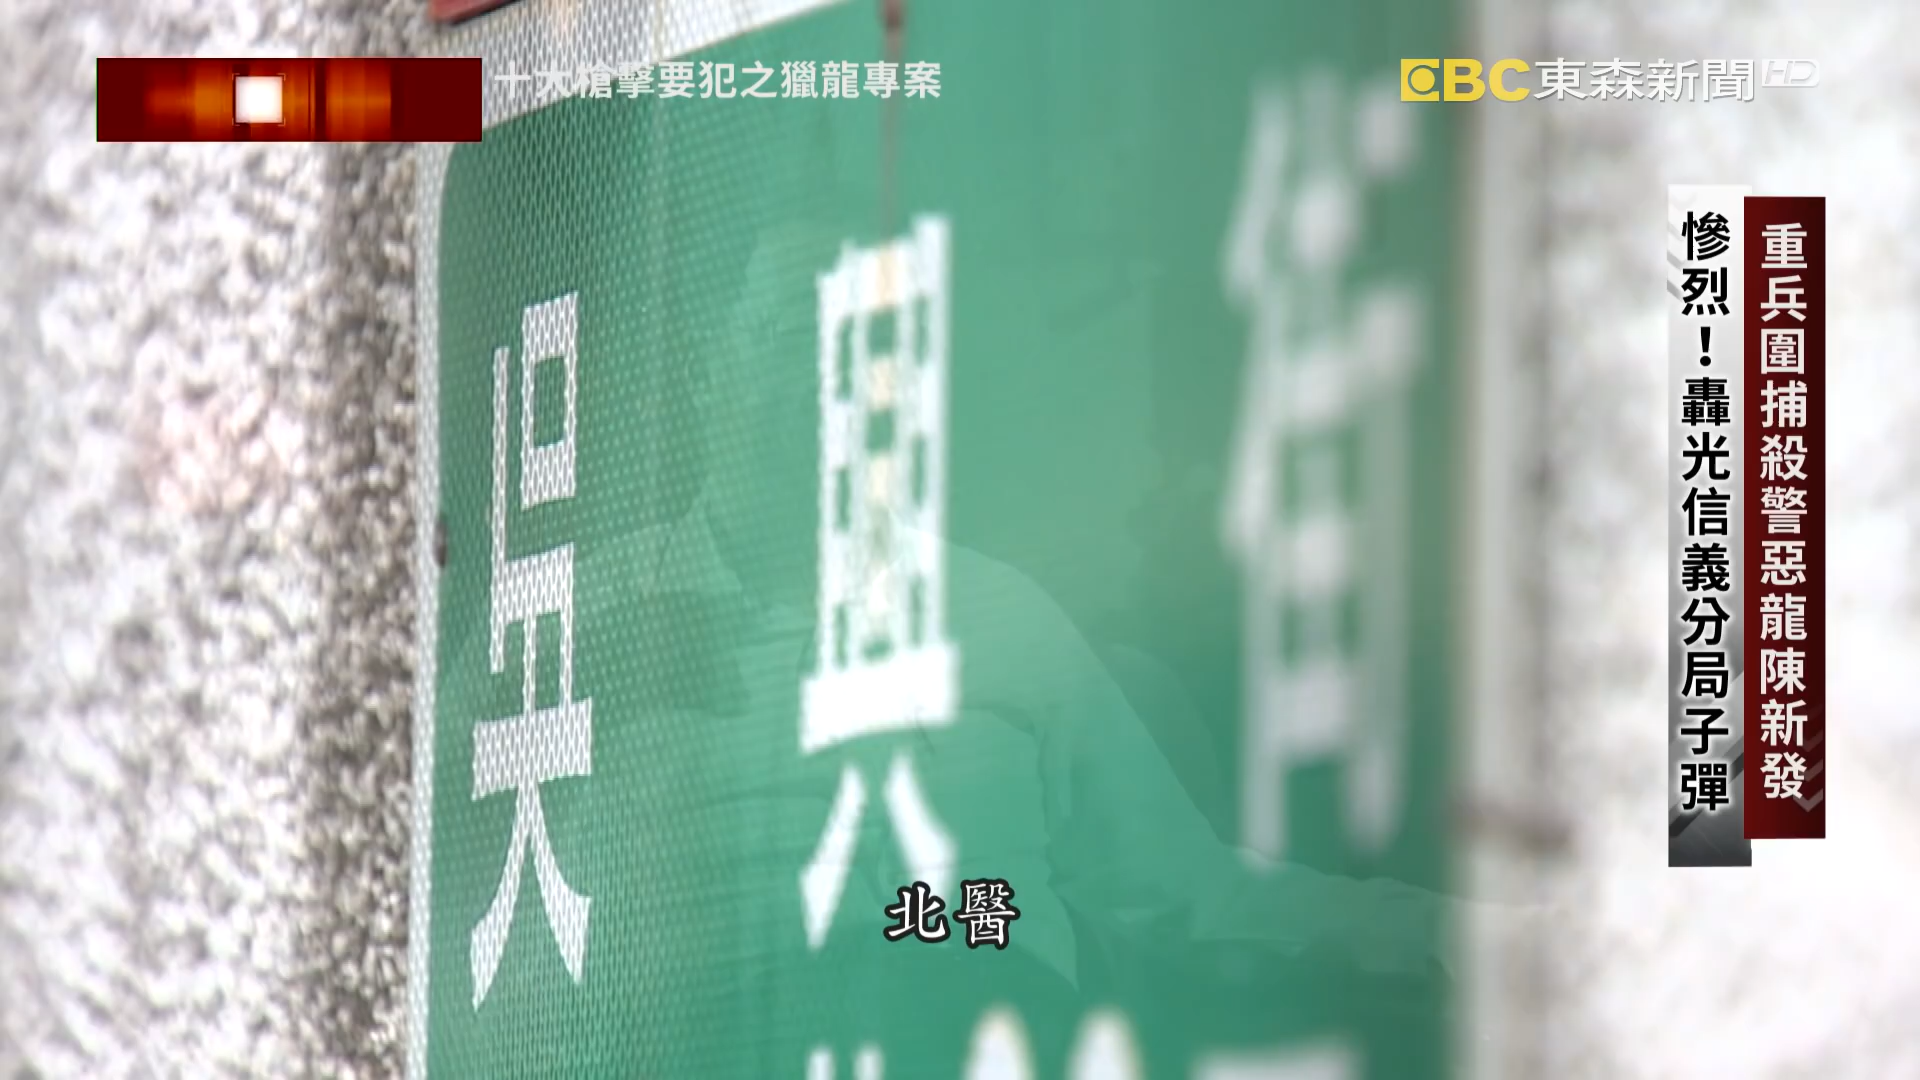 十大槍擊要犯之獵龍專案
EBC東森新聞HD
重兵圍捕殺警惡龍陳新發
慘烈！轟光信義分局子彈
吳興街
北醫